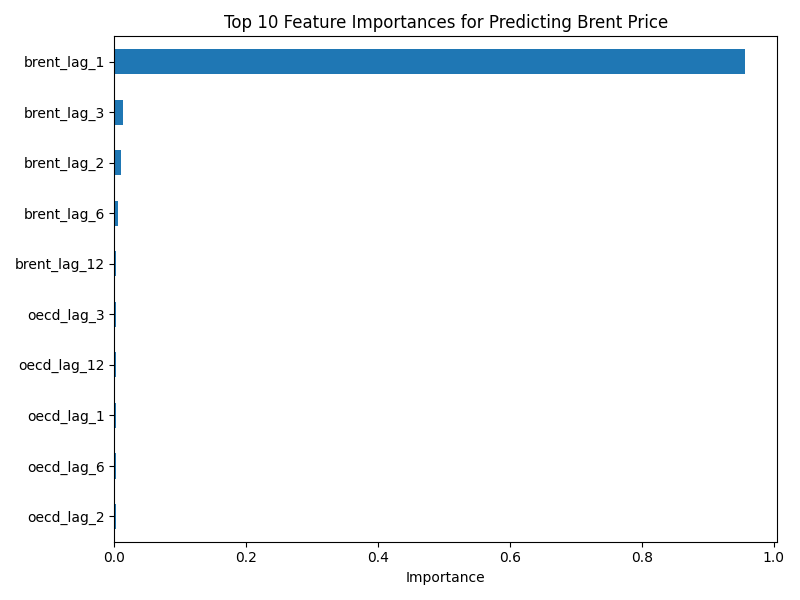 Top 10 Feature Importances for Predicting Brent Price
brent_lag_1
brent_lag_3
brent_lag_2
brent_lag_6
brent_lag_12
oecd_lag_3
oecd_lag_12
oecd_lag_1
oecd_lag_6
oecd_lag_2
0.0 0.2 0.4 0.6 0.8 1.0
Importance